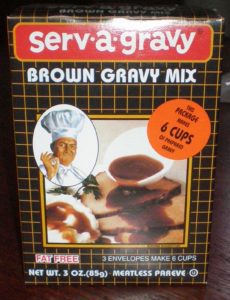 serv·a·gravy®
BROWN GRAVY MIX
THIS
PACKAGE
MAKES
6 CUPS
OF PREPARED
GRAVY
FAT FREE
3 ENVELOPES MAKE 6 CUPS
NET WT. 3 OZ. (85g) MEATLESS PAREVE Ⓤ